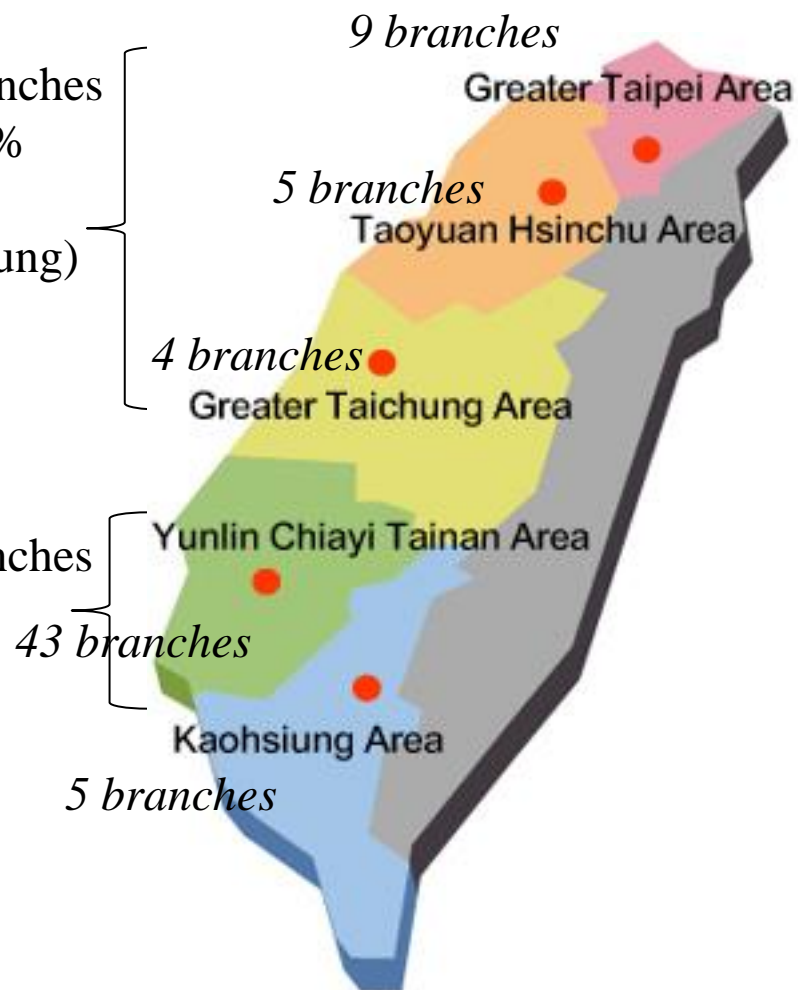 9 branches
Greater Taipei Area
nches
%
5 branches
Taoyuan Hsinchu Area
ung)
4 branches
Greater Taichung Area
Yunlin Chiayi Tainan Area
nches
43 branches
Kaohsiung Area
5 branches